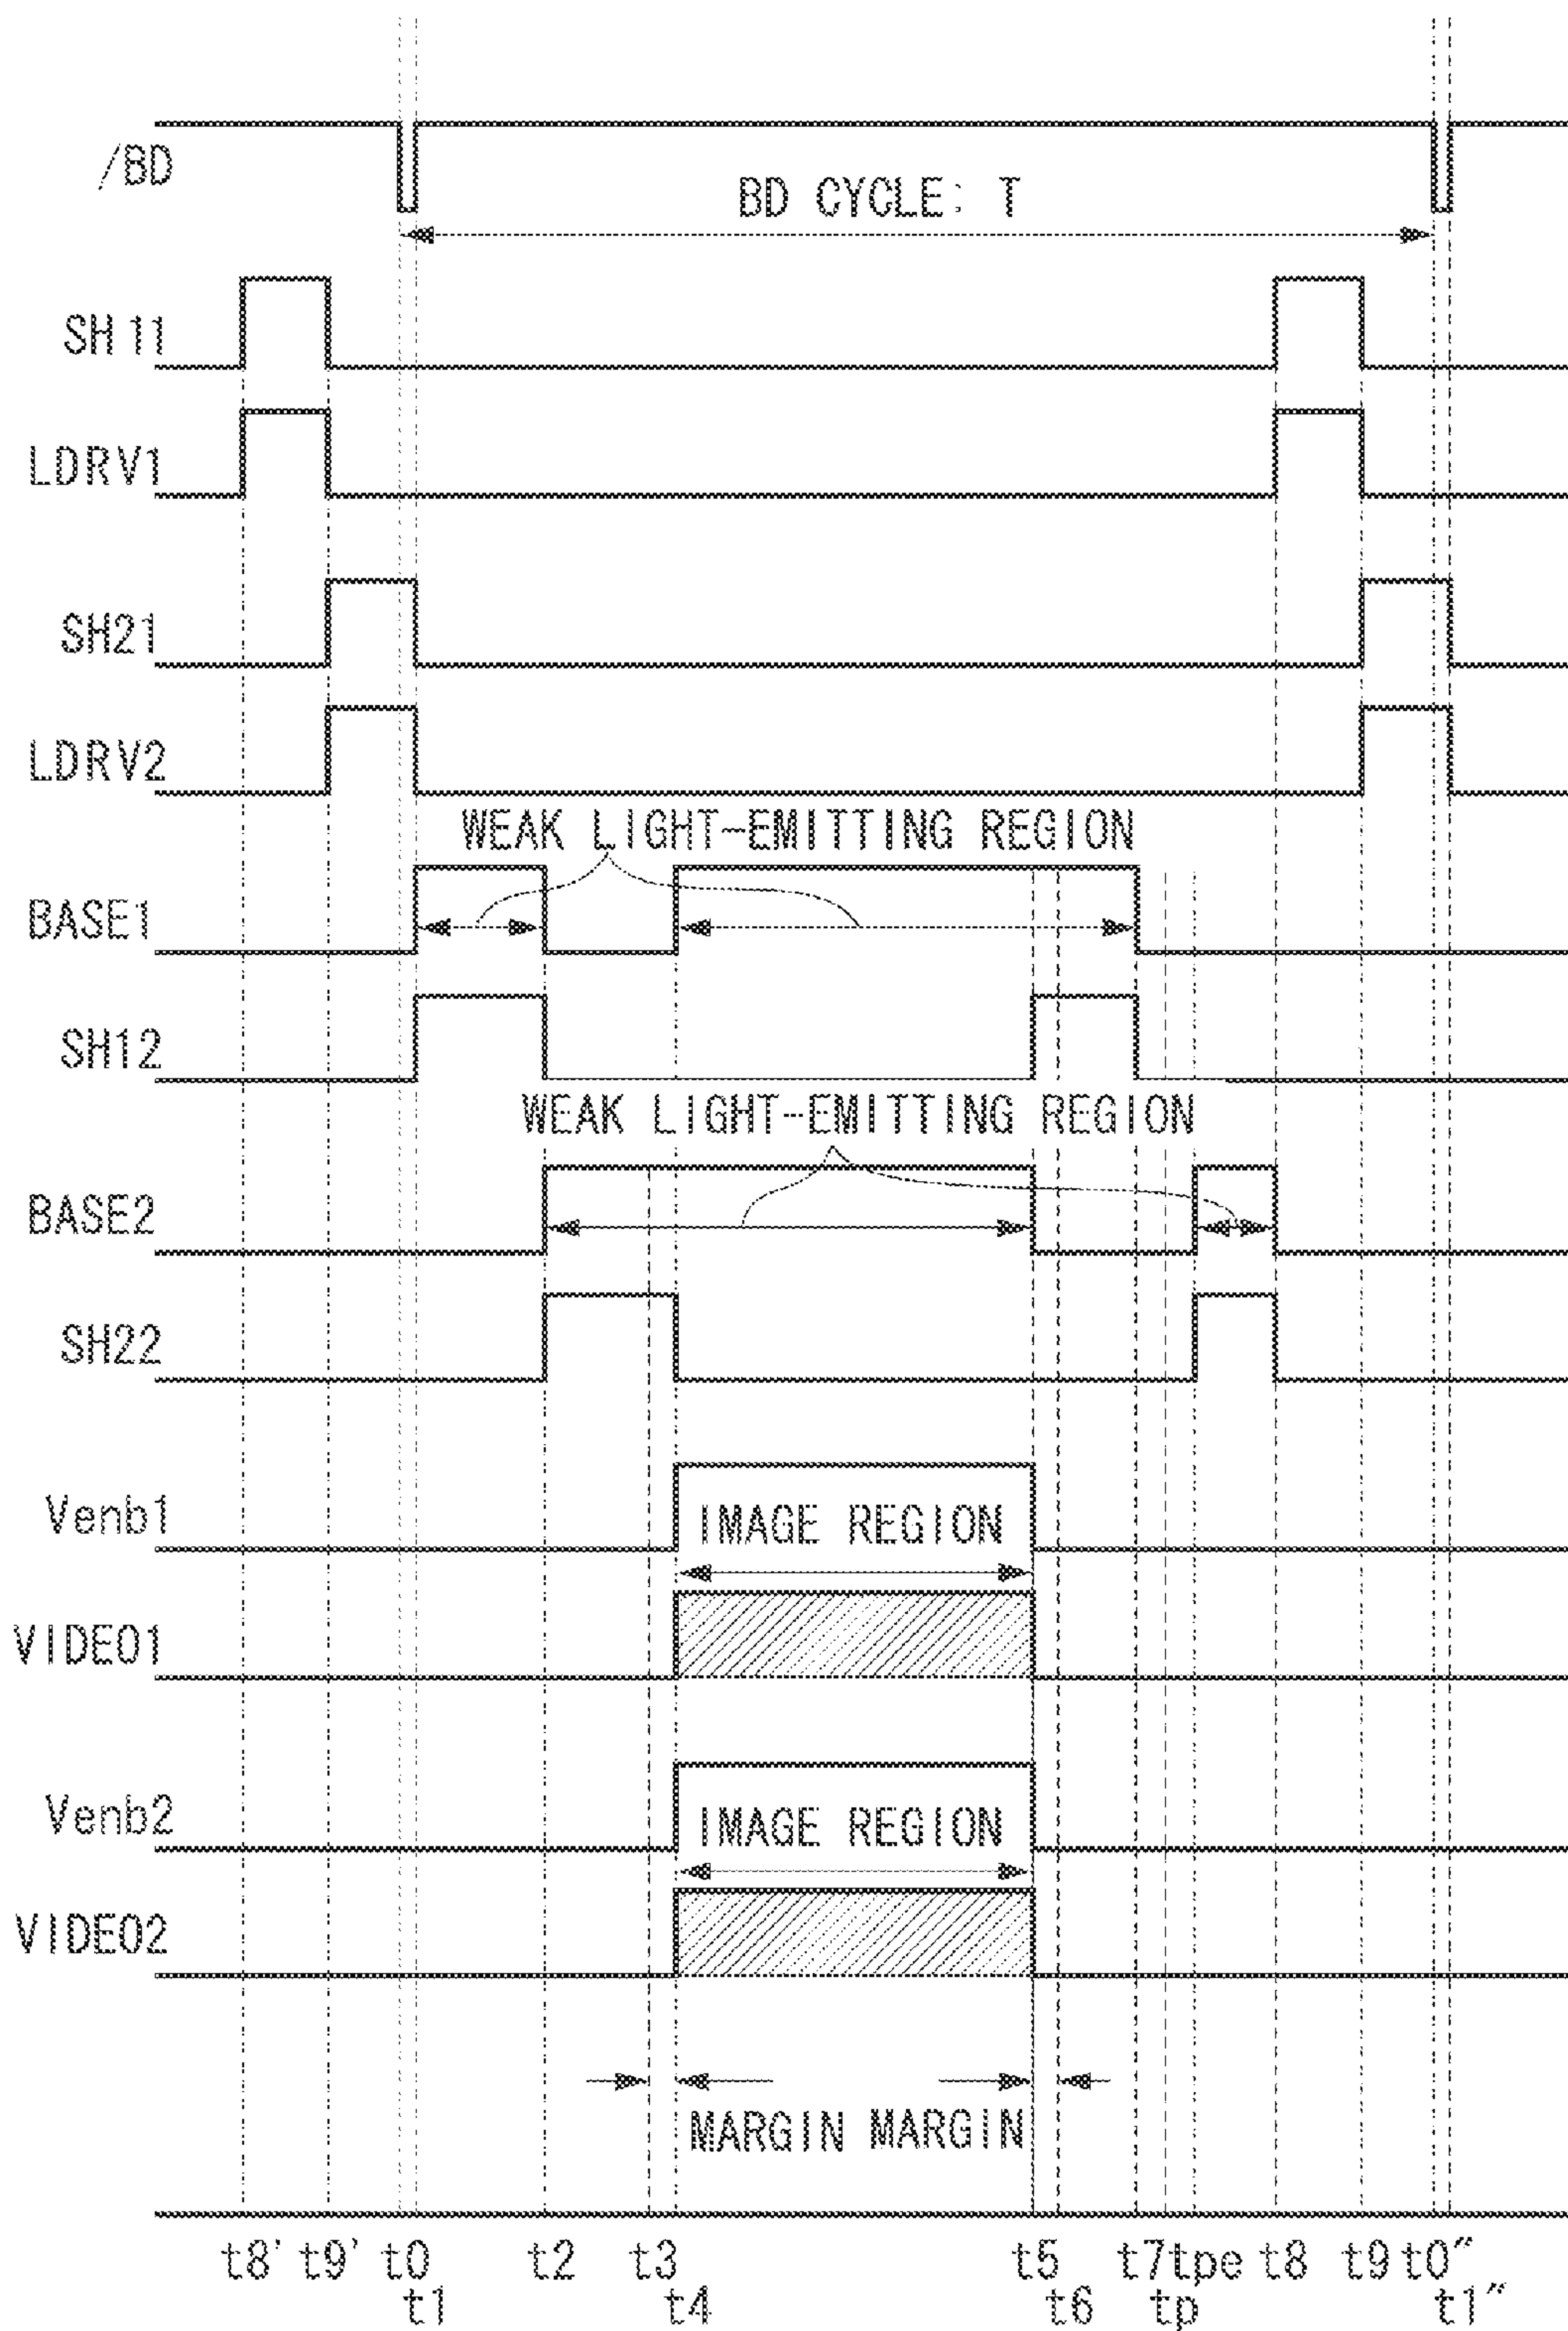 /BD
BD CYCLE: T
SH11
LDRV1
SH21
LDRV2
WEAK LIGHT-EMITTING REGION
BASE1
SH12
WEAK LIGHT-EMITTING REGION
BASE2
SH22
Venb1
IMAGE REGION
VIDEO1
Venb2
IMAGE REGION
VIDEO2
MARGIN MARGIN
t8' t9' t0 t2 t3 t5 t7 tpe t8 t9 t0"
t1 t4 t6 tp t1"